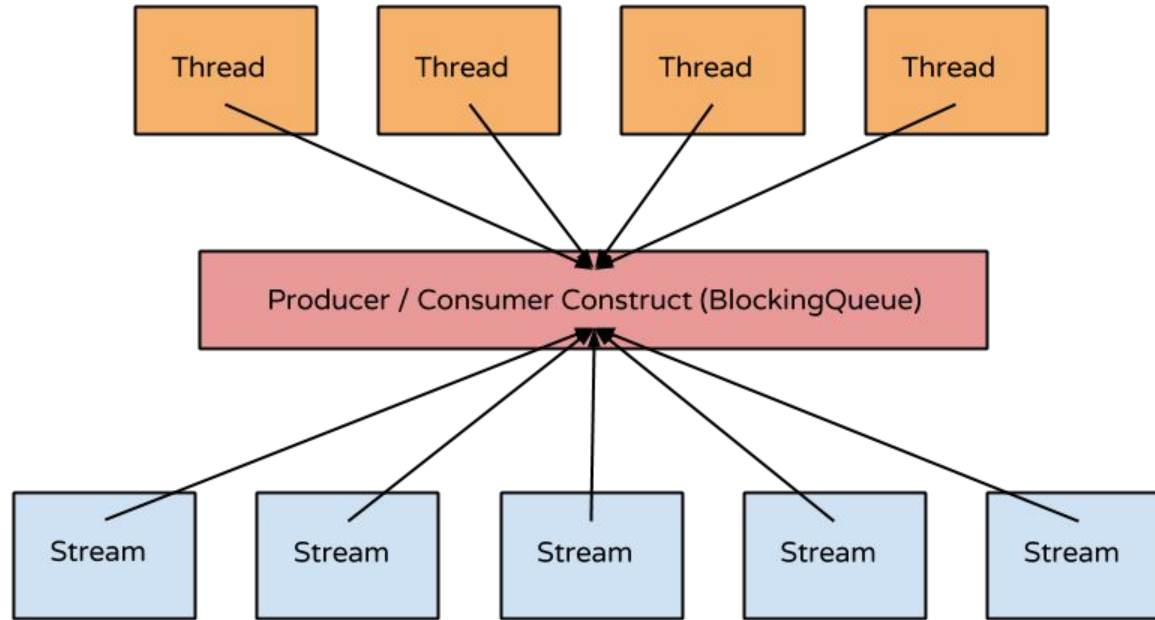 Thread
Thread
Thread
Thread
Producer / Consumer Construct (BlockingQueue)
Stream
Stream
Stream
Stream
Stream